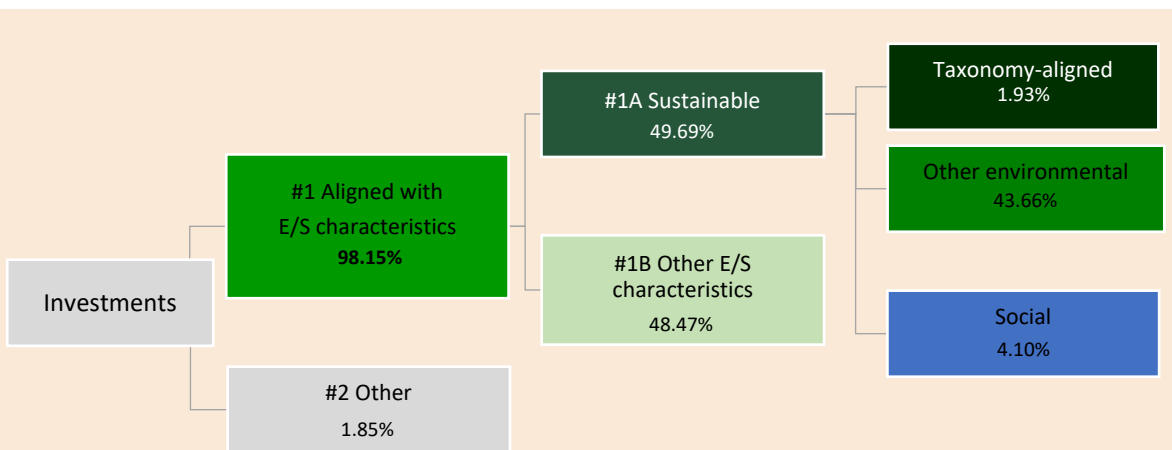 Investments
#1 Aligned with
E/S characteristics
98.15%
#2 Other
1.85%
#1A Sustainable
49.69%
#1B Other E/S
characteristics
48.47%
Taxonomy-aligned
1.93%
Other environmental
43.66%
Social
4.10%